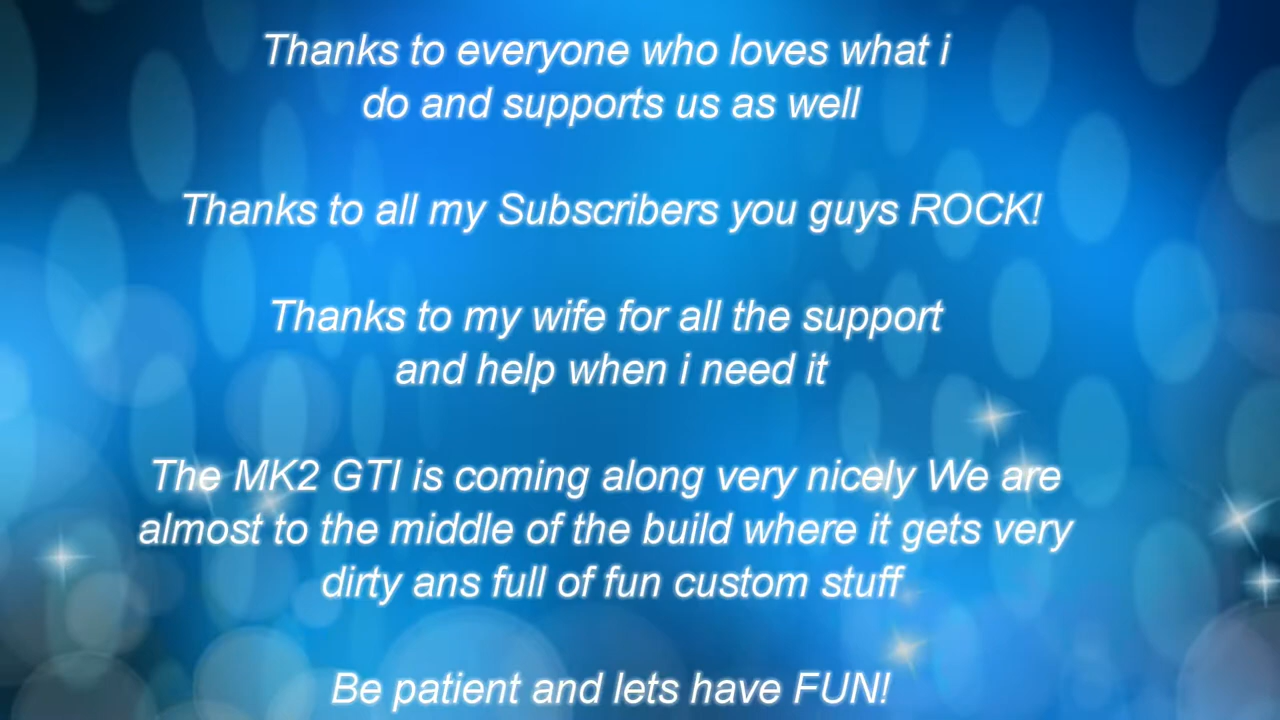 Thanks to everyone who loves what i
do and supports us as well
Thanks to all my Subscribers you guys ROCK!
Thanks to my wife for all the support
and help when i need it
The MK2 GTI is coming along very nicely We are
almost to the middle of the build where it gets very
dirty ans full of fun custom stuff
Be patient and lets have FUN!